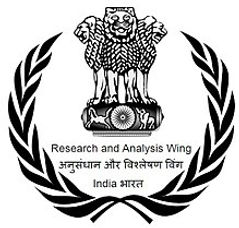 Research and Analysis Wing
अनुसंधान और विश्लेषण विंग
India भारत